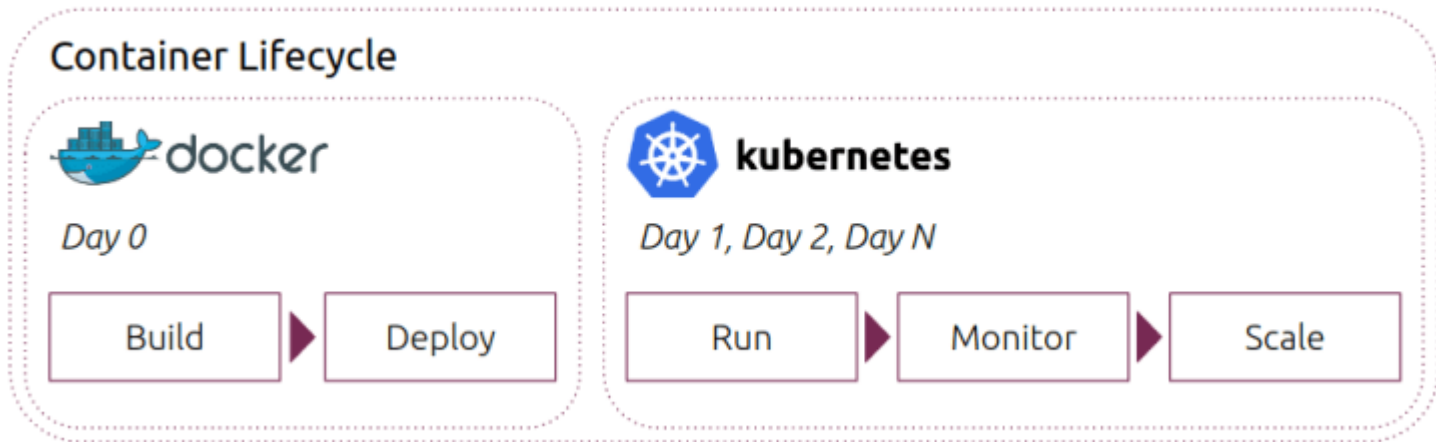 Container Lifecycle
docker
Day 0
Build
Deploy
kubernetes
Day 1, Day 2, Day N
Run
Monitor
Scale